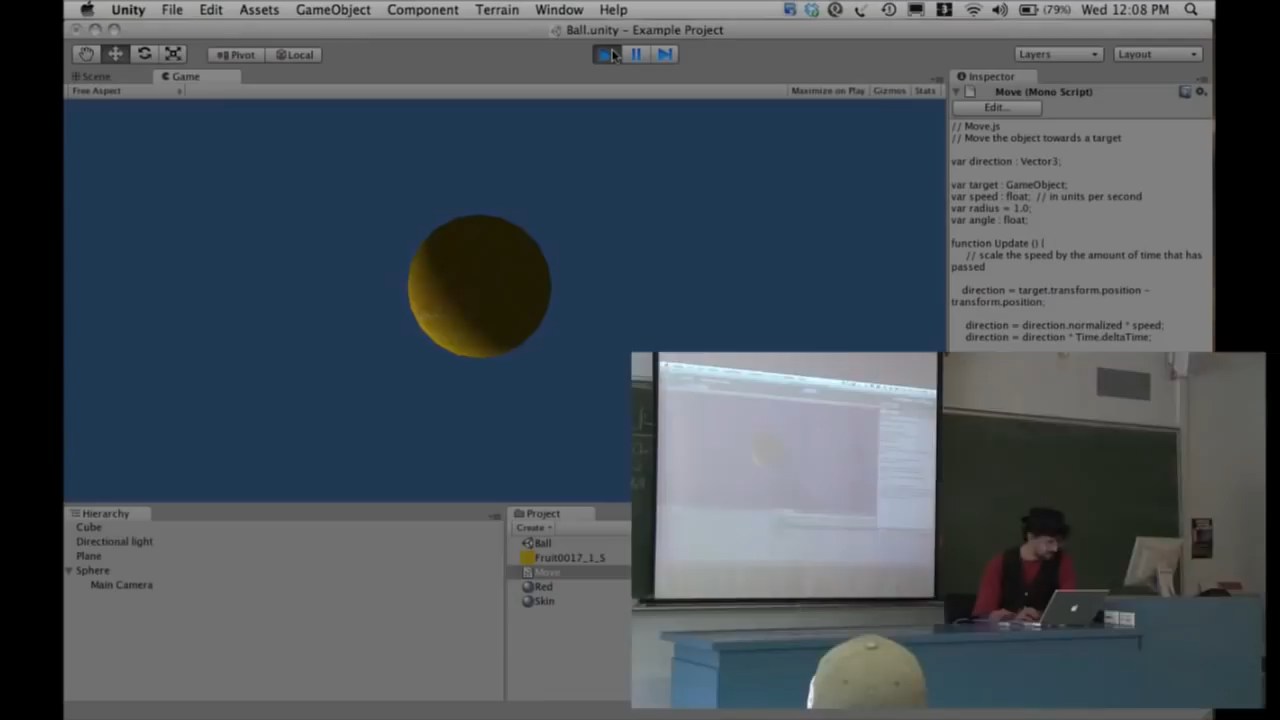 Unity File Edit Assets GameObject Component Terrain Window Help (79%) Wed 12:08 PM
Ball.unity - Example Project
Pivot Local Layers Layout
Scene Game Inspector
Free Aspect Maximize on Play Gizmos Stats
Move (Mono Script)
Edit...
// Move.js
// Move the object towards a target
var direction : Vector3;
var target : GameObject;
var speed : float; // in units per second
var radius = 1.0;
var angle : float;
function Update () {
// scale the speed by the amount of time that has
passed
direction = target.transform.position -
transform.position;
direction = direction.normalized * speed;
direction = direction * Time.deltaTime;
Hierarchy
Cube
Directional light
Plane
Sphere
Main Camera
Project
Create
Ball
Fruit0017_1_S
Move
Red
Skin